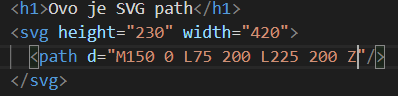 <h1>Ovo je SVG path</h1>
<svg height="230" width="420">
<path d="M150 0 L75 200 L225 200 Z"/>
</svg>